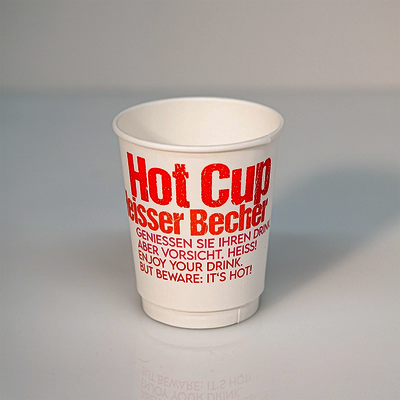 Hot Cup
eisser Becher
GENIESSEN SIE IHREN DRINK.
ABER VORSICHT. HEISS!
ENJOY YOUR DRINK.
BUT BEWARE: IT'S HOT!